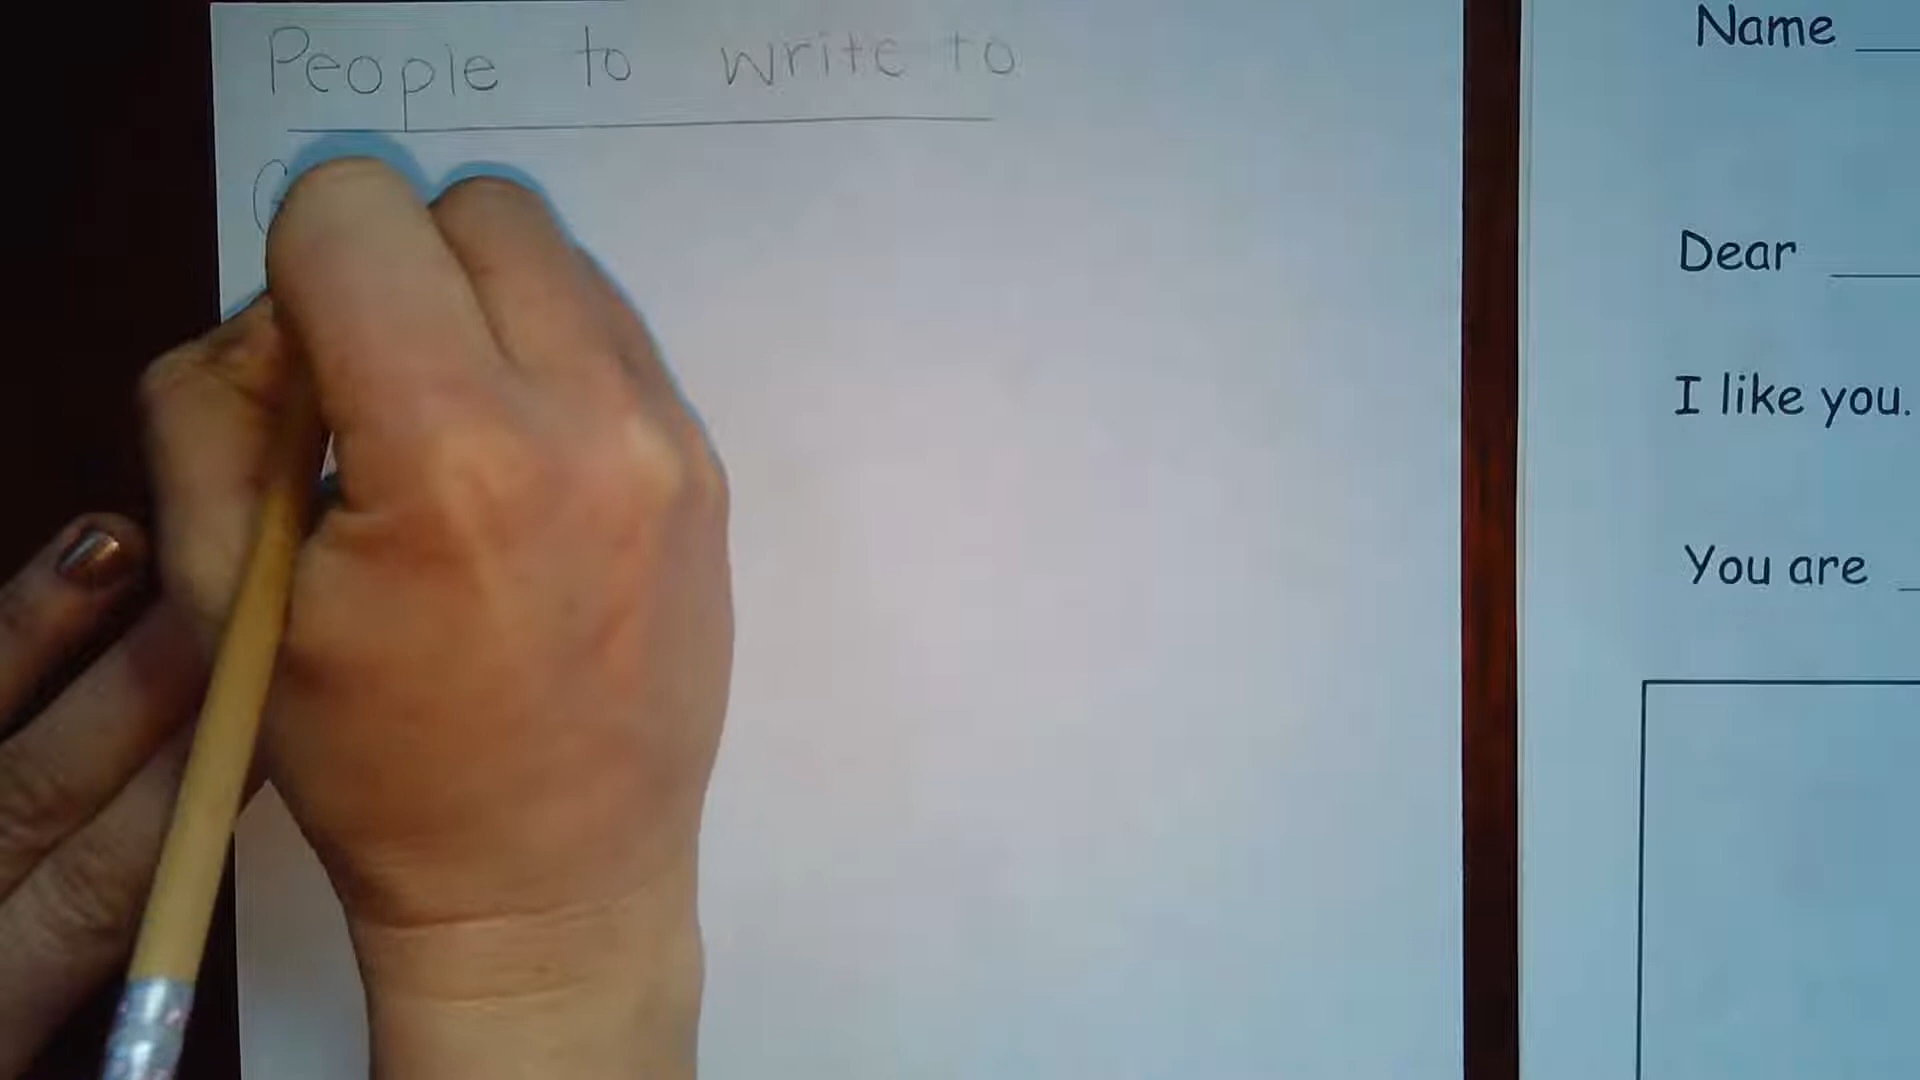 People to write to
Name
Dear
I like you.
You are